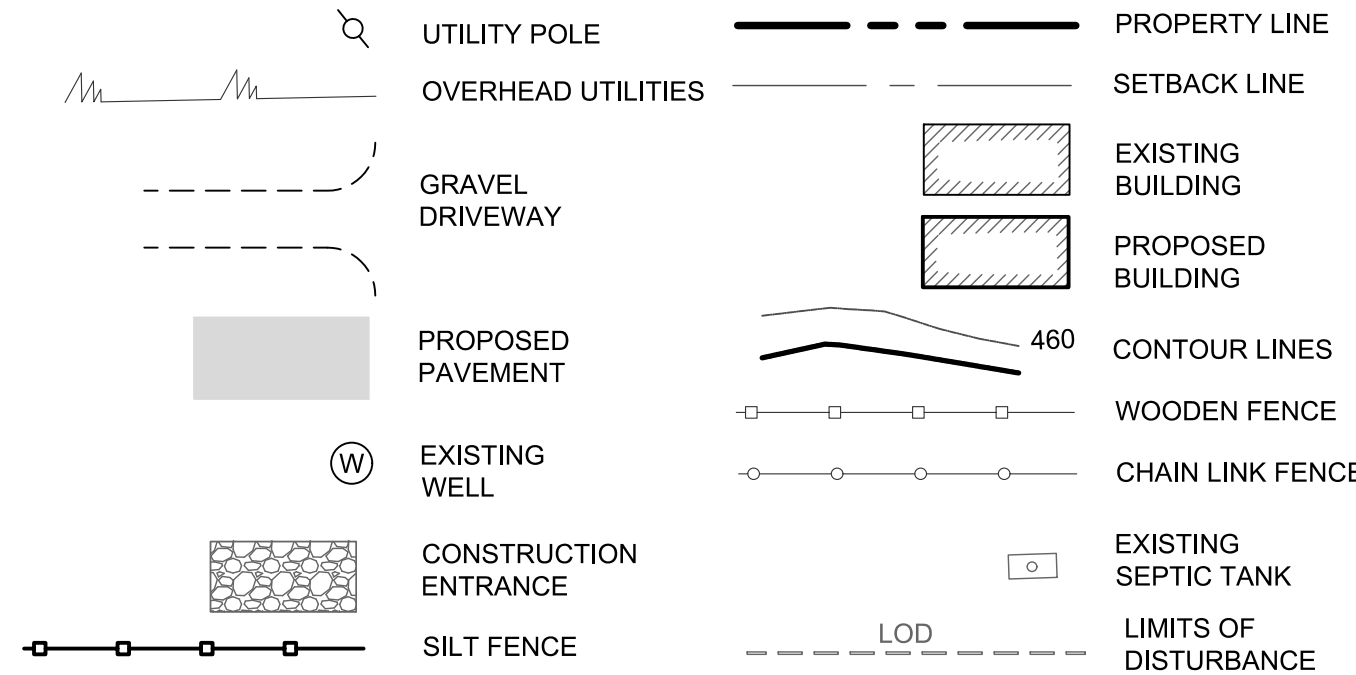 UTILITY POLE
OVERHEAD UTILITIES
GRAVEL
DRIVEWAY
PROPOSED
PAVEMENT
W
EXISTING
WELL
CONSTRUCTION
ENTRANCE
SILT FENCE
PROPERTY LINE
SETBACK LINE
EXISTING
BUILDING
PROPOSED
BUILDING
460
CONTOUR LINES
WOODEN FENCE
CHAIN LINK FENCE
EXISTING
SEPTIC TANK
LOD
LIMITS OF
DISTURBANCE